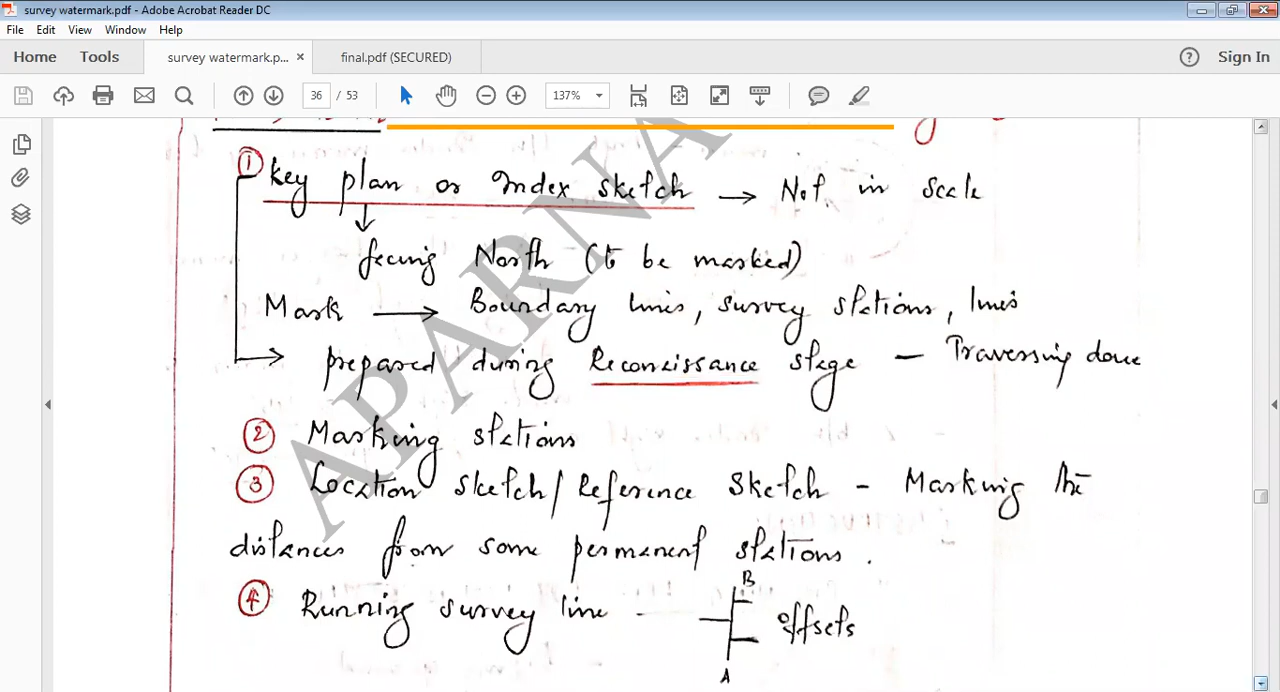 survey watermark.pdf - Adobe Acrobat Reader DC
File Edit View Window Help
Home Tools survey watermark.p... × final.pdf (SECURED) ? Sign In
36 / 53 137%
① Key plan or Index sketch → Not in scale
facing North (to be marked)
Mask → Boundary lines, survey stations, lines
→ prepared during Reconcissance stage – Traversing done
② Marking stations
③ Location sketch/Reference sketch - Marking the
distances from some permanent stations.
④ Running survey line -
B
offsets
A
APARNA